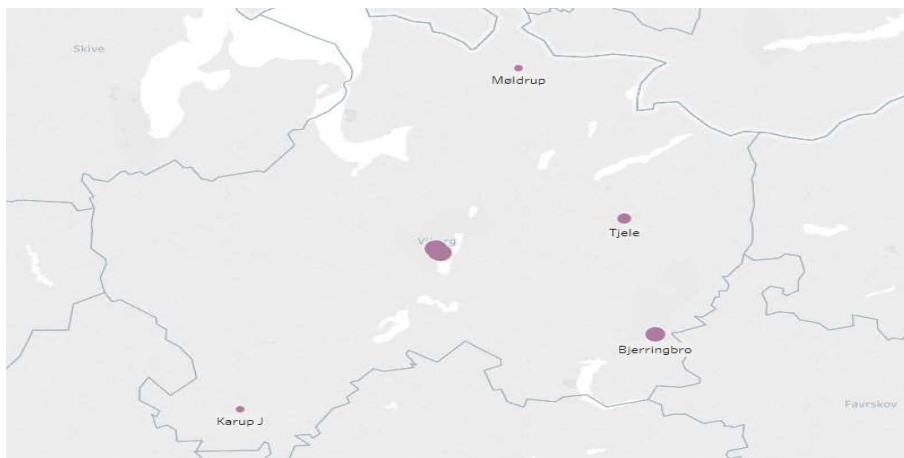 Skive
Møldrup
Tjele
Bjerringbro
Favrskov
Karup J